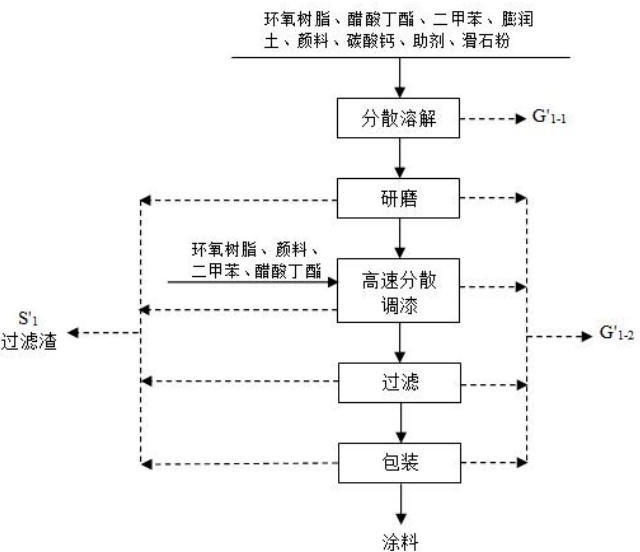 环氧树脂、醋酸丁酯、二甲苯、膨润
土、颜料、碳酸钙、助剂、滑石粉
分散溶解
G'1-1
研磨
环氧树脂、颜料、
二甲苯、醋酸丁酯
高速分散
调漆
S'1
过滤渣
G'1-2
过滤
包装
涂料